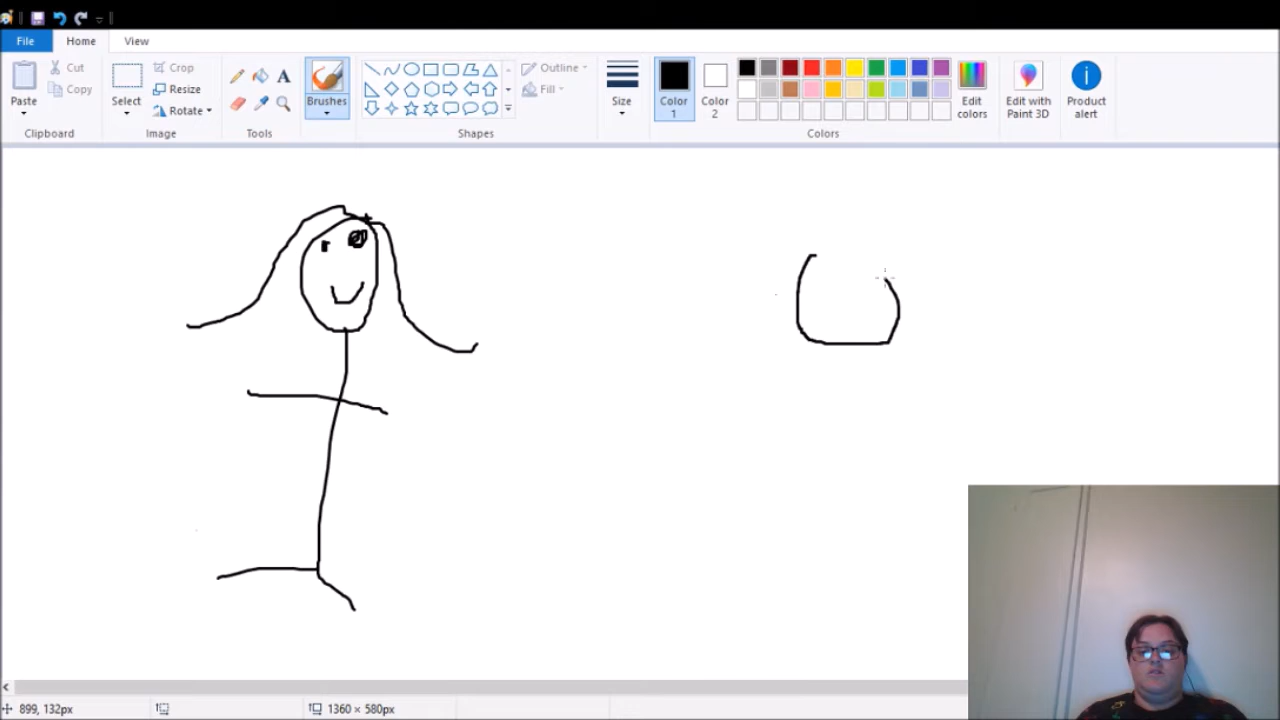 File Home View
Paste Cut Copy Select Crop Resize Rotate A Brushes Outline Fill Size Color 1 Color 2 Edit colors Edit with Paint 3D Product alert
Clipboard Image Tools Shapes Colors
899, 132px 1360 × 580px